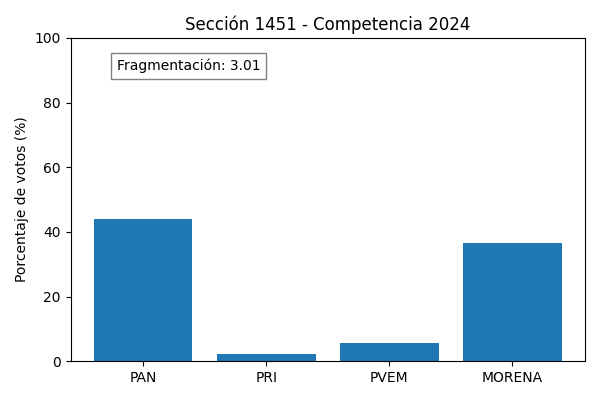 Sección 1451 - Competencia 2024
Fragmentación: 3.01
Porcentaje de votos (%)
100
80
60
40
20
0
PAN PRI PVEM MORENA